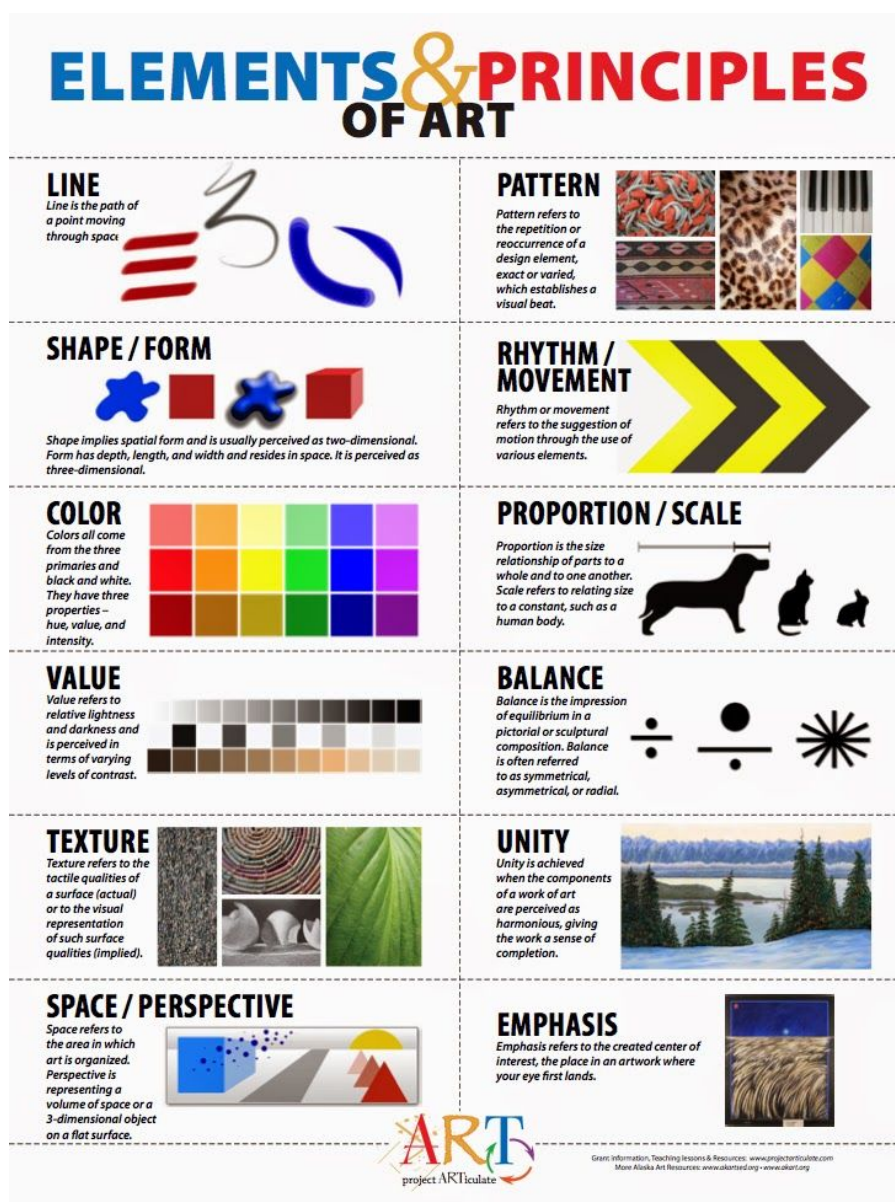 ELEMENTS & PRINCIPLES
OF ART
LINE
Line is the path of
a point moving
through space
SHAPE / FORM
Shape implies spatial form and is usually perceived as two-dimensional.
Form has depth, length, and width and resides in space. It is perceived as
three-dimensional.
COLOR
Colors all come
from the three
primaries and
black and white.
They have three
properties –
hue, value, and
intensity.
VALUE
Value refers to
relative lightness
and darkness and
is perceived in
terms of varying
levels of contrast.
TEXTURE
Texture refers to the
tactile qualities of
a surface (actual)
or to the visual
representation
of such surface
qualities (implied).
SPACE / PERSPECTIVE
Space refers to
the area in which
art is organized.
Perspective is
representing a
volume of space or a
3-dimensional object
on a flat surface.
PATTERN
Pattern refers to
the repetition or
reoccurrence of a
design element,
exact or varied,
which establishes a
visual beat.
RHYTHM /
MOVEMENT
Rhythm or movement
refers to the suggestion of
motion through the use of
various elements.
PROPORTION / SCALE
Proportion is the size
relationship of parts to a
whole and to one another.
Scale refers to relating size
to a constant, such as a
human body.
BALANCE
Balance is the impression
of equilibrium in a
pictorial or sculptural
composition. Balance
is often referred
to as symmetrical,
asymmetrical, or radial.
UNITY
Unity is achieved
when the components
of a work of art
are perceived as
harmonious, giving
the work a sense of
completion.
EMPHASIS
Emphasis refers to the created center of
interest, the place in an artwork where
your eye first lands.
ART
project ARTiculate
Grant Information, Teaching lessons & Resources: www.projectarticulate.com
More Alaska Art Resources: www.akartsed.org • www.akart.org